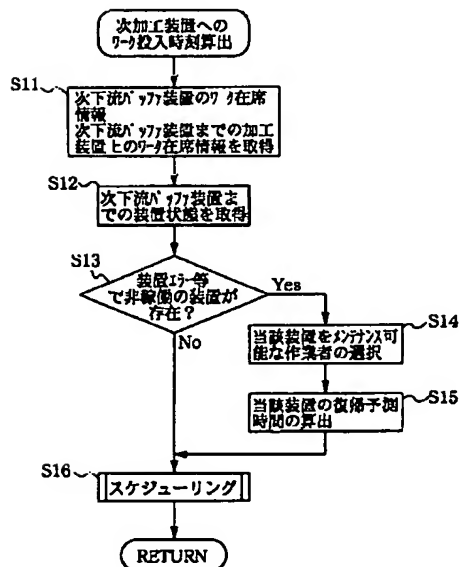 次加工装置への
ワーク投入時刻算出
S11
次下流バッファ装置のワーク在席
情報
次下流バッファ装置までの加工
装置上のワーク在席情報を取得
S12
次下流バッファ装置ま
での装置状態を取得
S13
装置エラー等
で非稼働の装置が
存在?
Yes
No
S14
当該装置をメンテナンス可
能な作業者の選択
S15
当該装置の復帰予測
時間の算出
S16
スケジューリング
RETURN